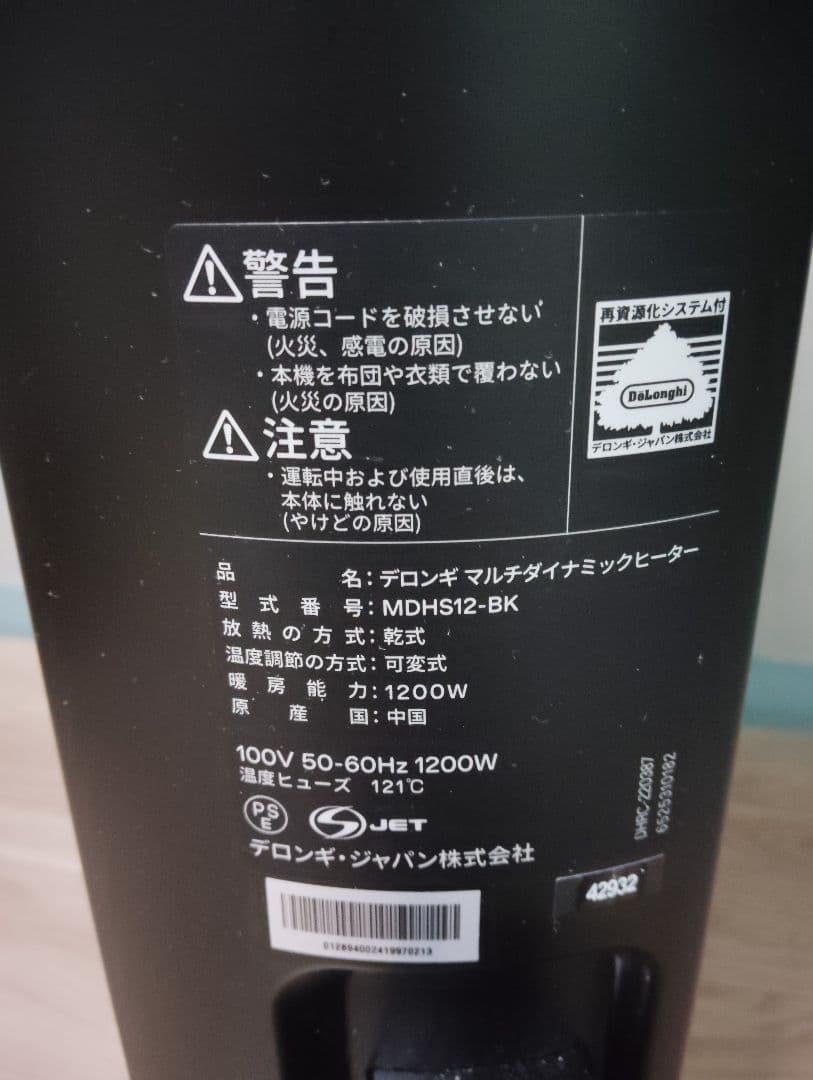 警告
・電源コードを破損させない
(火災、感電の原因)
・本機を布団や衣類で覆わない
(火災の原因)
注意
・運転中および使用直後は、
本体に触れない
(やけどの原因)
再資源化システム付
DeLonghi
デロンギ・ジャパン株式会社
品名：デロンギ マルチダイナミックヒーター
型式番号：MDHS12-BK
放熱の方式：乾式
温度調節の方式：可変式
暖房能力：1200W
原産国：中国
100V 50-60Hz 1200W
温度ヒューズ 121℃
PS
E
JET
デロンギ・ジャパン株式会社
DHRC-220387
6525310182
42932
012694002419970213